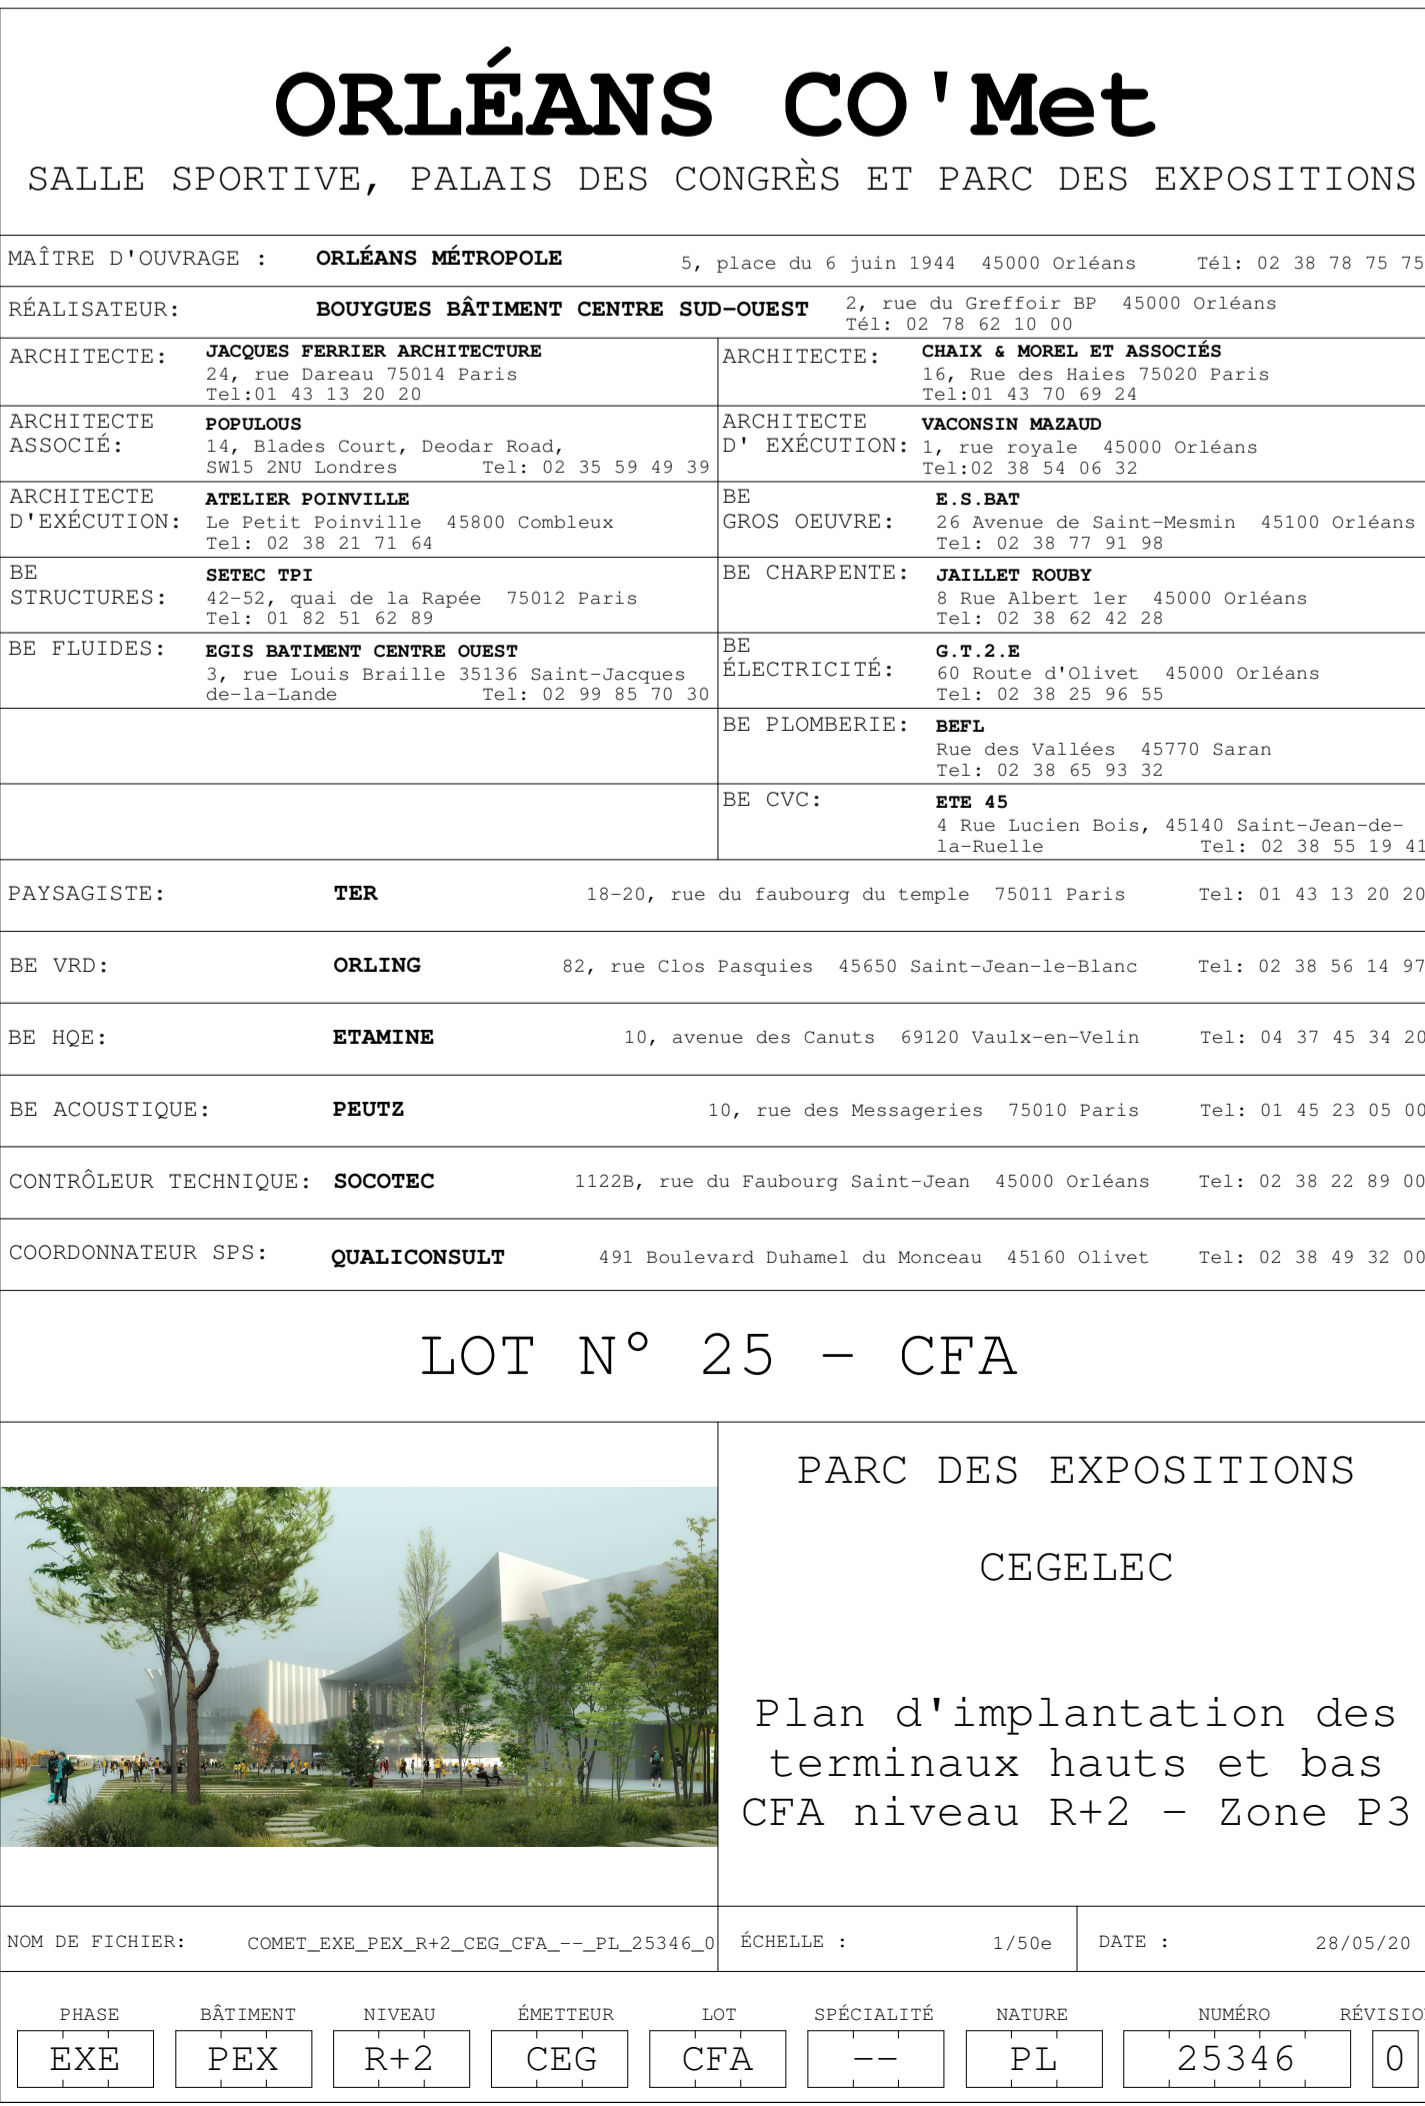 ORLÉANS CO'Met
SALLE SPORTIVE, PALAIS DES CONGRÈS ET PARC DES EXPOSITIONS
MAÎTRE D'OUVRAGE : ORLÉANS MÉTROPOLE 5, place du 6 juin 1944 45000 Orléans Tél: 02 38 78 75 75
RÉALISATEUR: BOUYGUES BÂTIMENT CENTRE SUD-OUEST 2, rue du Greffoir BP 45000 Orléans
Tél: 02 78 62 10 00
ARCHITECTE: JACQUES FERRIER ARCHITECTURE
24, rue Dareau 75014 Paris
Tel:01 43 13 20 20
ARCHITECTE: CHAIX & MOREL ET ASSOCIÉS
16, Rue des Haies 75020 Paris
Tel:01 43 70 69 24
ARCHITECTE ASSOCIÉ: POPULOUS
14, Blades Court, Deodar Road,
SW15 2NU Londres Tel: 02 35 59 49 39
ARCHITECTE D' EXÉCUTION: VACONSIN MAZAUD
1, rue royale 45000 Orléans
Tel:02 38 54 06 32
ARCHITECTE D'EXÉCUTION: ATELIER POINVILLE
Le Petit Poinville 45800 Combleux
Tel: 02 38 21 71 64
BE GROS OEUVRE: E.S.BAT
26 Avenue de Saint-Mesmin 45100 Orléans
Tel: 02 38 77 91 98
BE STRUCTURES: SETEC TPI
42-52, quai de la Rapée 75012 Paris
Tel: 01 82 51 62 89
BE CHARPENTE: JAILLET ROUBY
8 Rue Albert 1er 45000 Orléans
Tel: 02 38 62 42 28
BE FLUIDES: EGIS BATIMENT CENTRE OUEST
3, rue Louis Braille 35136 Saint-Jacques
de-la-Lande Tel: 02 99 85 70 30
BE ÉLECTRICITÉ: G.T.2.E
60 Route d'Olivet 45000 Orléans
Tel: 02 38 25 96 55
BE PLOMBERIE: BEFL
Rue des Vallées 45770 Saran
Tel: 02 38 65 93 32
BE CVC: ETE 45
4 Rue Lucien Bois, 45140 Saint-Jean-de-
la-Ruelle Tel: 02 38 55 19 41
PAYSAGISTE: TER 18-20, rue du faubourg du temple 75011 Paris Tel: 01 43 13 20 20
BE VRD: ORLING 82, rue Clos Pasquies 45650 Saint-Jean-le-Blanc Tel: 02 38 56 14 97
BE HQE: ETAMINE 10, avenue des Canuts 69120 Vaulx-en-Velin Tel: 04 37 45 34 20
BE ACOUSTIQUE: PEUTZ 10, rue des Messageries 75010 Paris Tel: 01 45 23 05 00
CONTRÔLEUR TECHNIQUE: SOCOTEC 1122B, rue du Faubourg Saint-Jean 45000 Orléans Tel: 02 38 22 89 00
COORDONNATEUR SPS: QUALICONSULT 491 Boulevard Duhamel du Monceau 45160 Olivet Tel: 02 38 49 32 00
LOT N° 25 - CFA
PARC DES EXPOSITIONS
CEGELEC
Plan d'implantation des
terminaux hauts et bas
CFA niveau R+2 - Zone P3
NOM DE FICHIER: COMET_EXE_PEX_R+2_CEG_CFA_--_PL_25346_0 ÉCHELLE : 1/50e DATE : 28/05/20
PHASE BÂTIMENT NIVEAU ÉMETTEUR LOT SPÉCIALITÉ NATURE NUMÉRO RÉVISIO
EXE PEX R+2 CEG CFA -- PL 25346 0